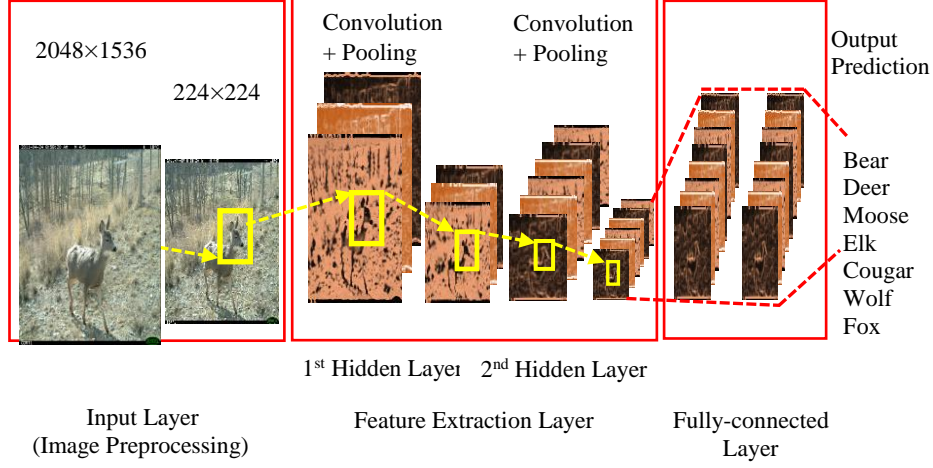 2048×1536
224×224
Convolution
+ Pooling
Convolution
+ Pooling
Output
Prediction
Bear
Deer
Moose
Elk
Cougar
Wolf
Fox
1st Hidden Layer
2nd Hidden Layer
Input Layer
(Image Preprocessing)
Feature Extraction Layer
Fully-connected
Layer